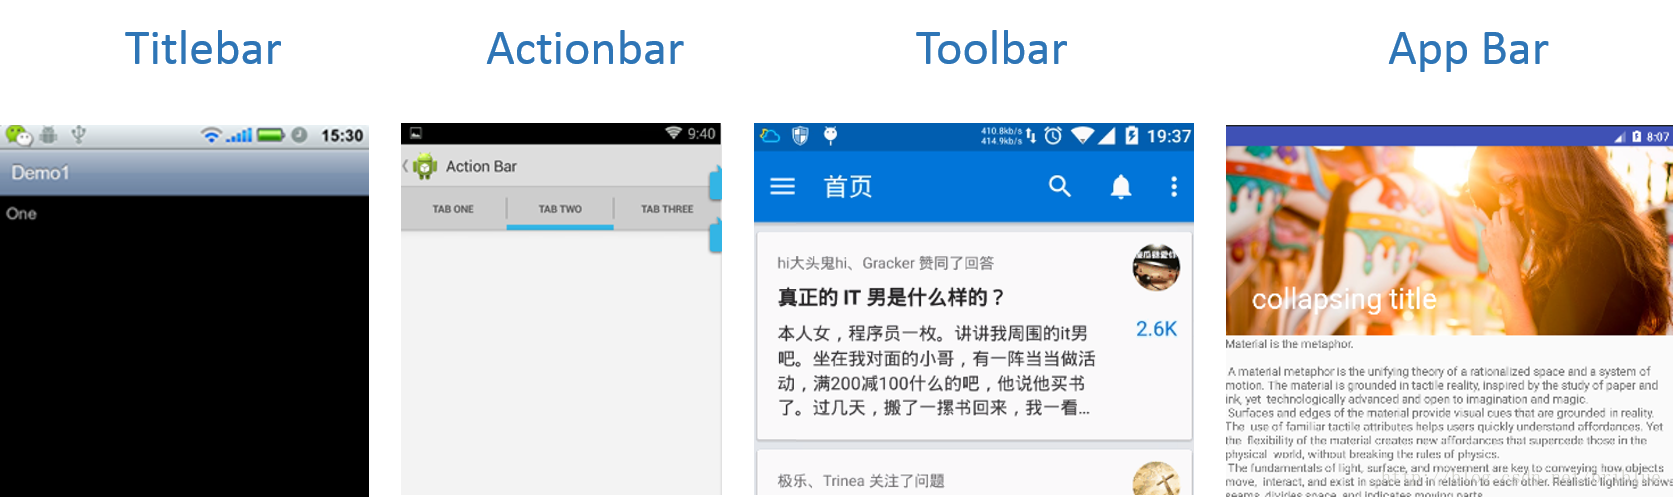 Titlebar
Actionbar
Toolbar
App Bar
15:30
Demo1
One
9:40
Action Bar
TAB ONE
TAB TWO
TAB THREE
410.8kb/s
414.9kb/s
19:37
首页
hi大头鬼hi、Gracker 赞同了回答
真正的 IT 男是什么样的？
本人女，程序员一枚。讲讲我周围的it男
吧。坐在我对面的小哥，有一阵当当做活
动，满200减100什么的吧，他说他买书
了。过几天，搬了一摞书回来，我一看...
2.6K
极乐、Trinea 关注了问题
8:07
collapsing title
Material is the metaphor.
A material metaphor is the unifying theory of a rationalized space and a system of
motion. The material is grounded in tactile reality, inspired by the study of paper and
ink, yet technologically advanced and open to imagination and magic.
Surfaces and edges of the material provide visual cues that are grounded in reality.
The use of familiar tactile attributes helps users quickly understand affordances. Yet
the flexibility of the material creates new affordances that supercede those in the
physical world, without breaking the rules of physics.
The fundamentals of light, surface, and movement are key to conveying how objects
move, interact, and exist in space and in relation to each other. Realistic lighting shows
seams, divides space, and indicates moving parts.